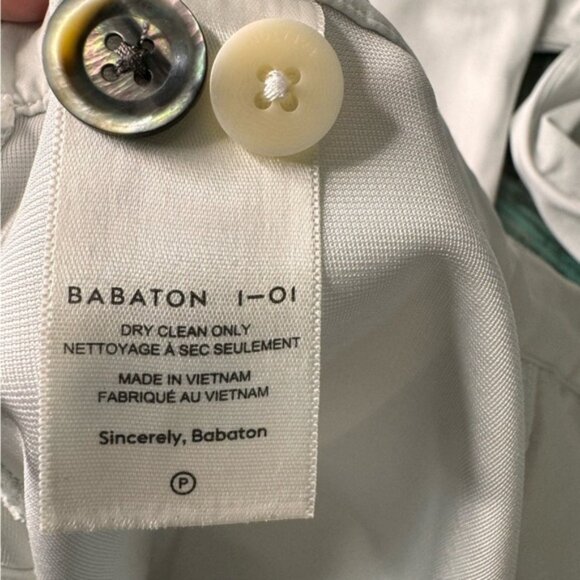 BABATON 1—01
DRY CLEAN ONLY
NETTOYAGE À SEC SEULEMENT
MADE IN VIETNAM
FABRIQUÉ AU VIETNAM
Sincerely, Babaton
P